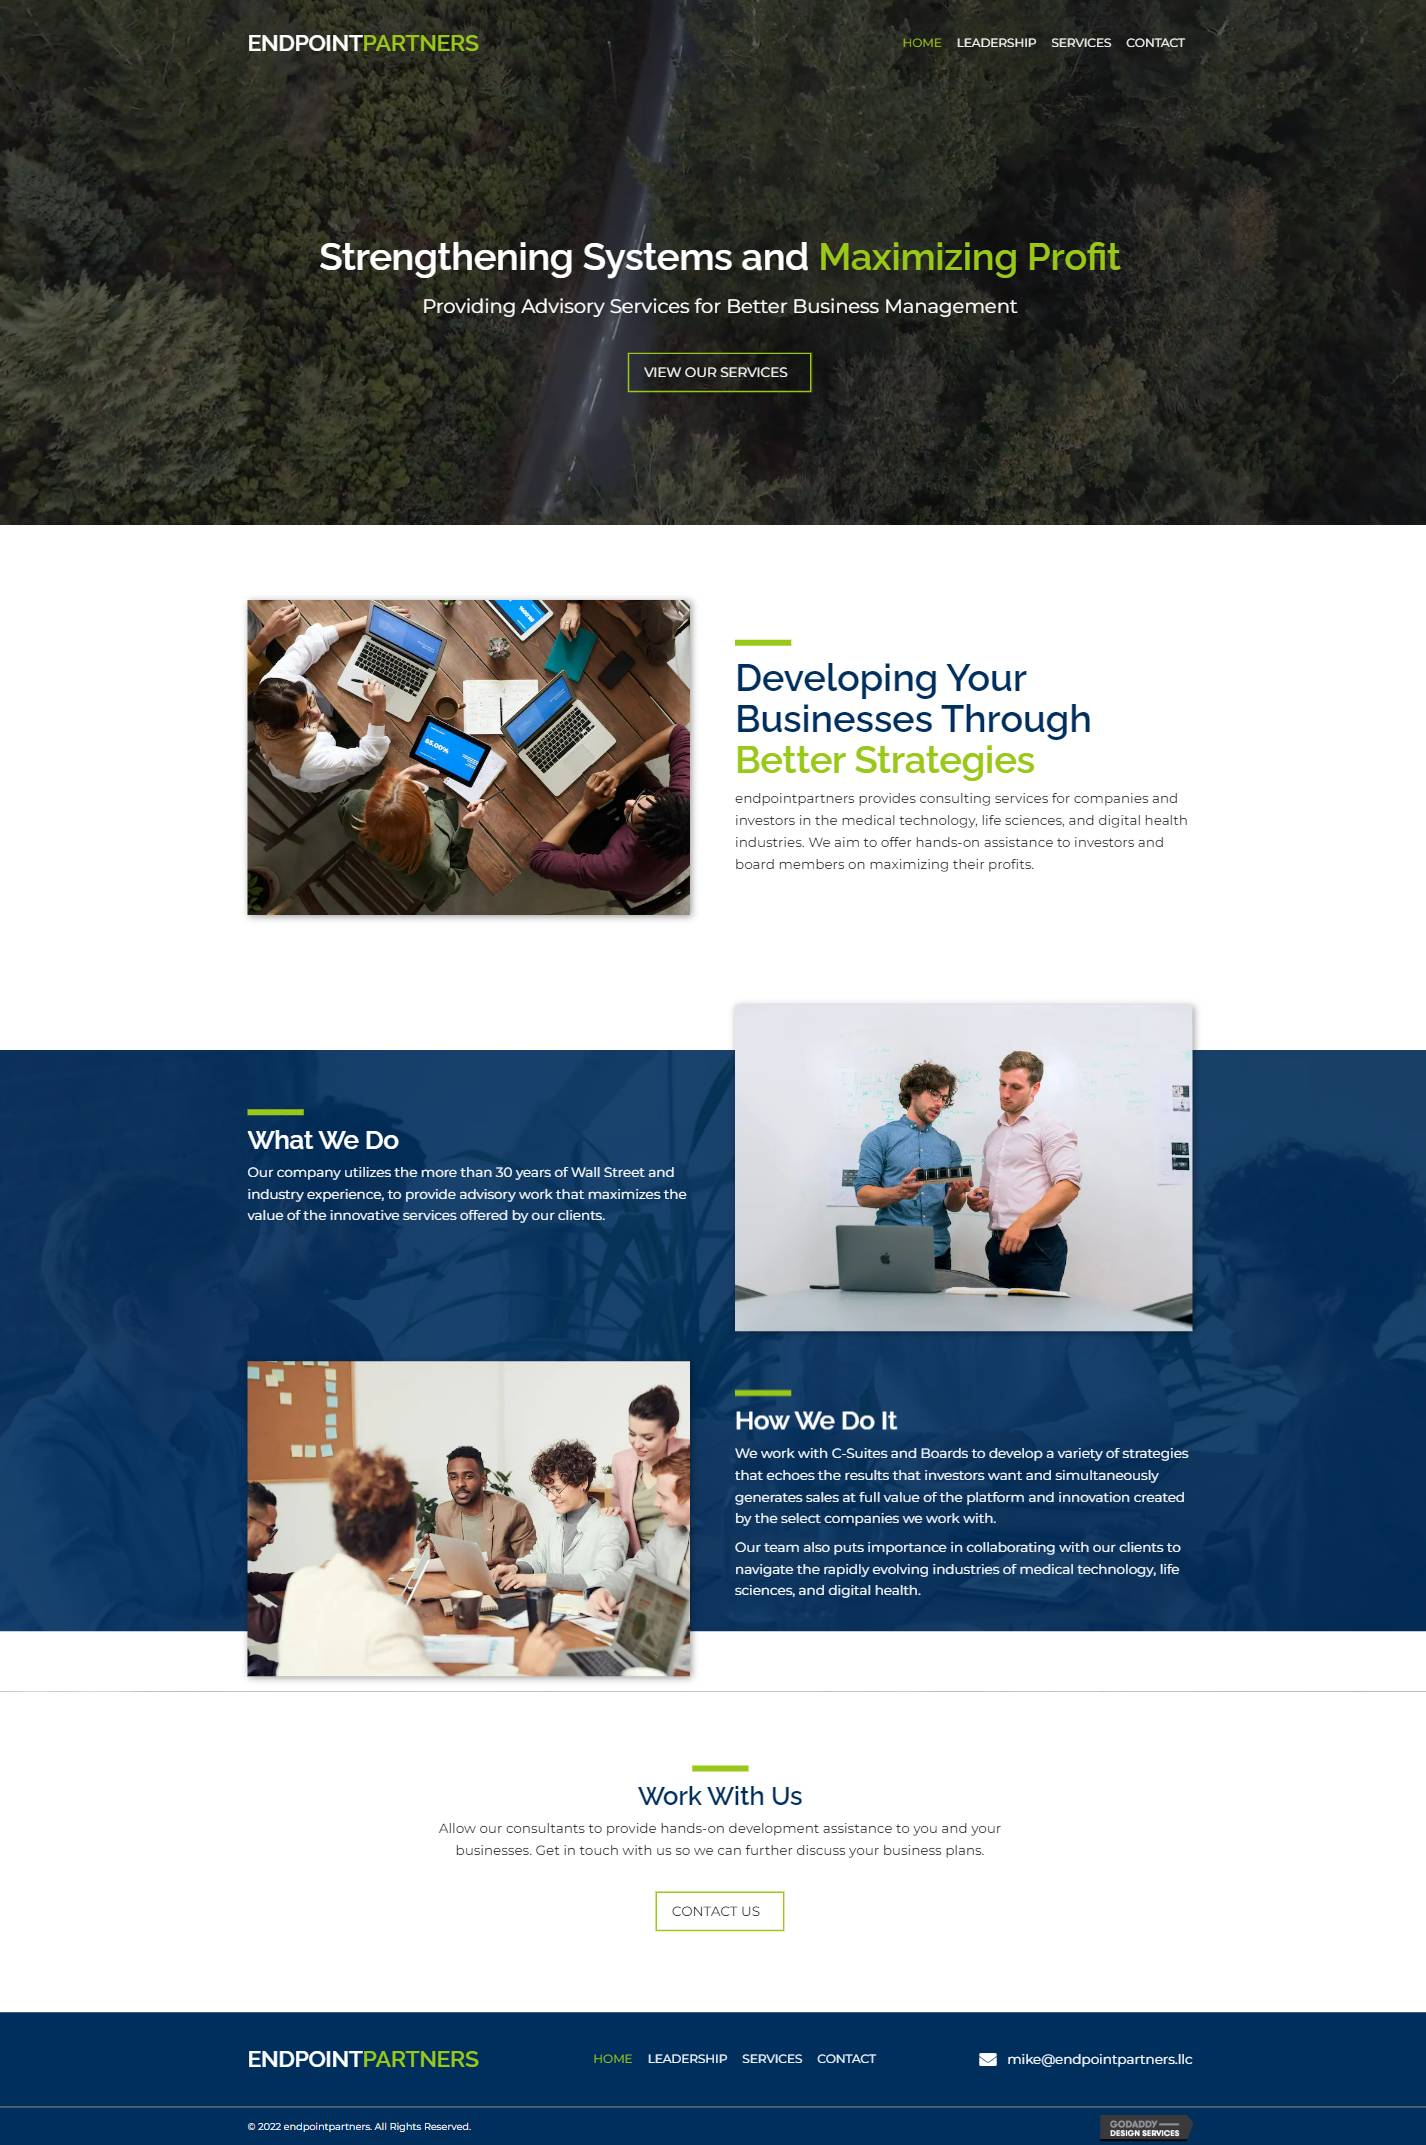 ENDPOINTPARTNERS
HOME LEADERSHIP SERVICES CONTACT
Strengthening Systems and Maximizing Profit
Providing Advisory Services for Better Business Management
VIEW OUR SERVICES
85.00%
Developing Your
Businesses Through
Better Strategies
endpointpartners provides consulting services for companies and
investors in the medical technology, life sciences, and digital health
industries. We aim to offer hands-on assistance to investors and
board members on maximizing their profits.
What We Do
Our company utilizes the more than 30 years of Wall Street and
industry experience, to provide advisory work that maximizes the
value of the innovative services offered by our clients.
How We Do It
We work with C-Suites and Boards to develop a variety of strategies
that echoes the results that investors want and simultaneously
generates sales at full value of the platform and innovation created
by the select companies we work with.
Our team also puts importance in collaborating with our clients to
navigate the rapidly evolving industries of medical technology, life
sciences, and digital health.
Work With Us
Allow our consultants to provide hands-on development assistance to you and your
businesses. Get in touch with us so we can further discuss your business plans.
CONTACT US
ENDPOINTPARTNERS
HOME LEADERSHIP SERVICES CONTACT
mike@endpointpartners.llc
© 2022 endpointpartners. All Rights Reserved.
GODADDY
DESIGN SERVICES